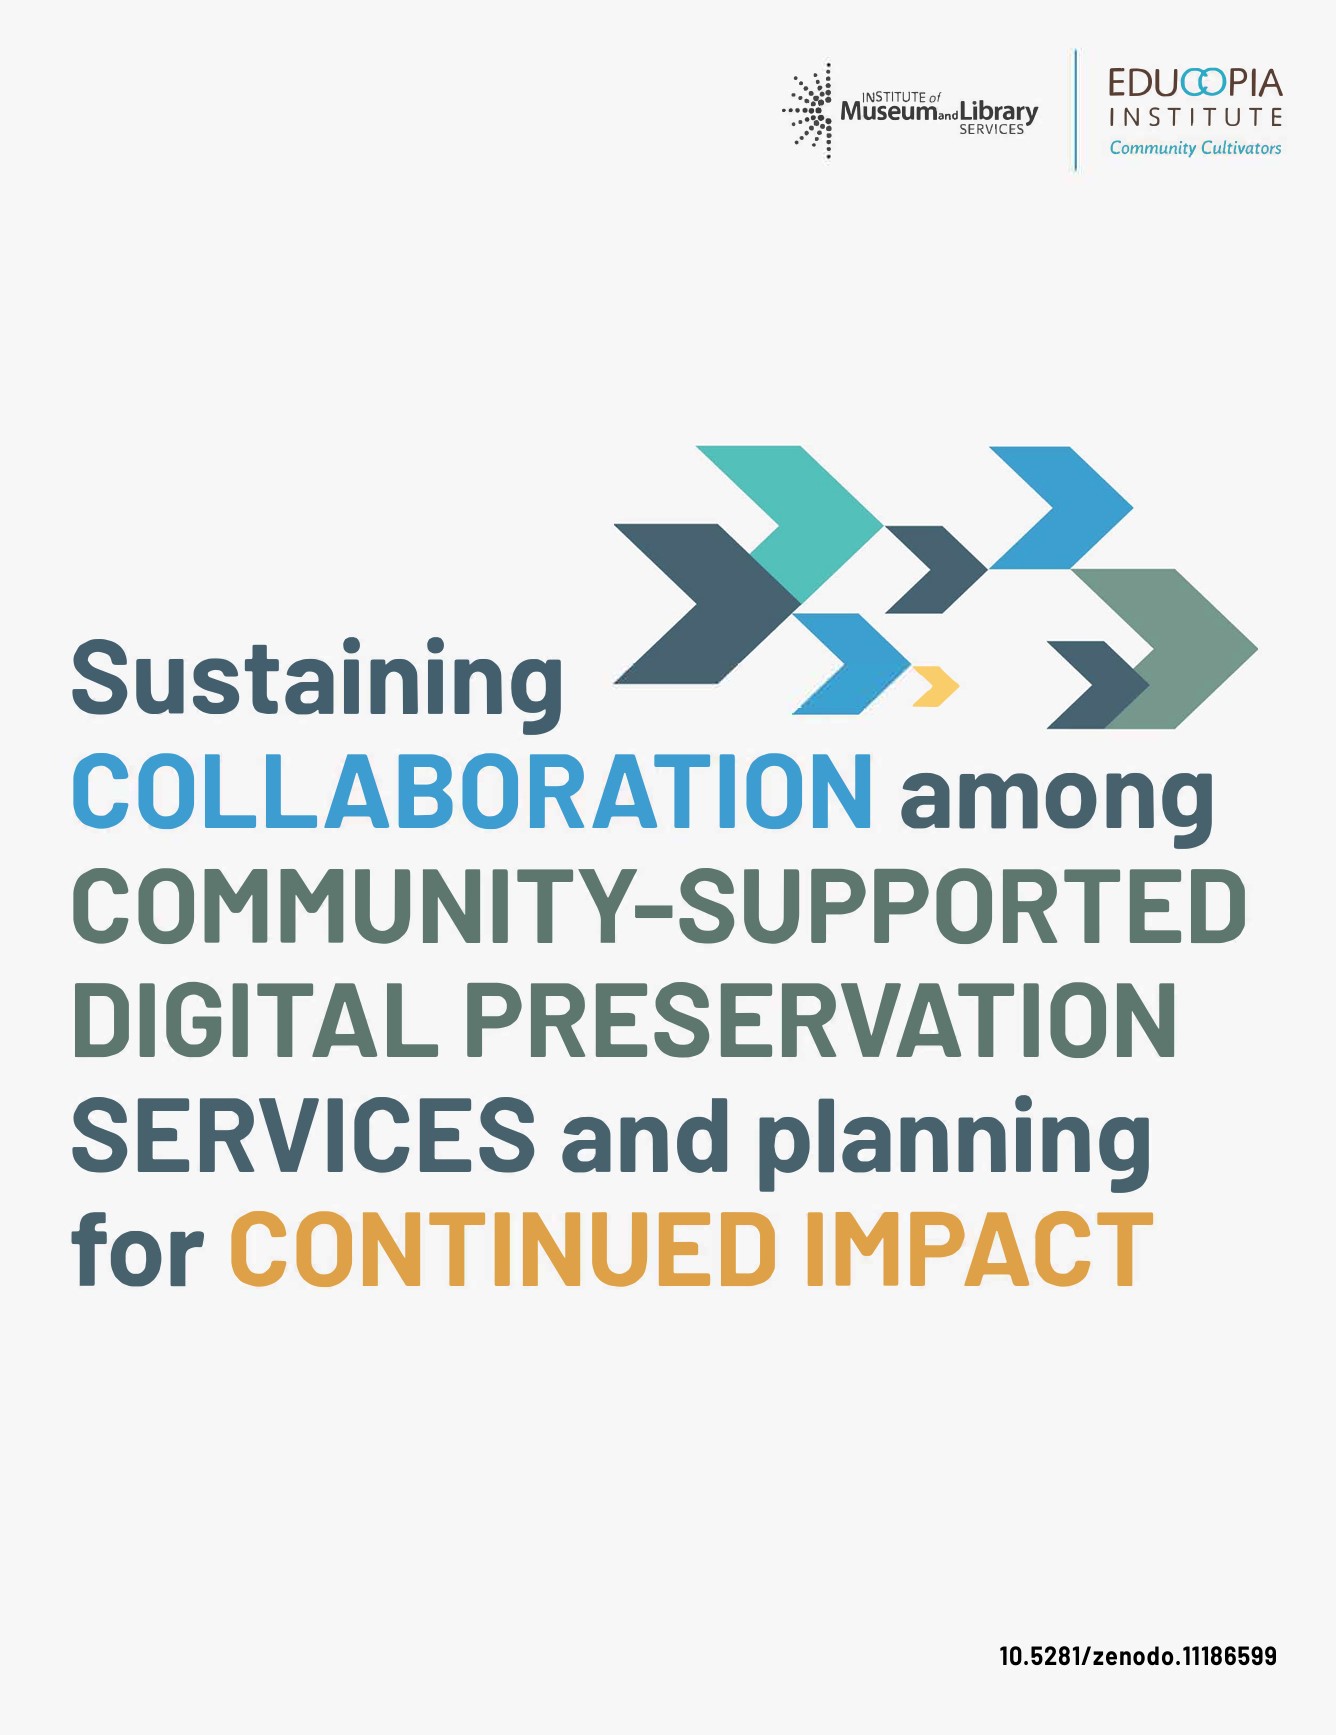 INSTITUTE of
Museum and Library
SERVICES
EDUCOPIA
INSTITUTE
Community Cultivators
Sustaining
COLLABORATION among
COMMUNITY-SUPPORTED
DIGITAL PRESERVATION
SERVICES and planning
for CONTINUED IMPACT
10.5281/zenodo.11186599